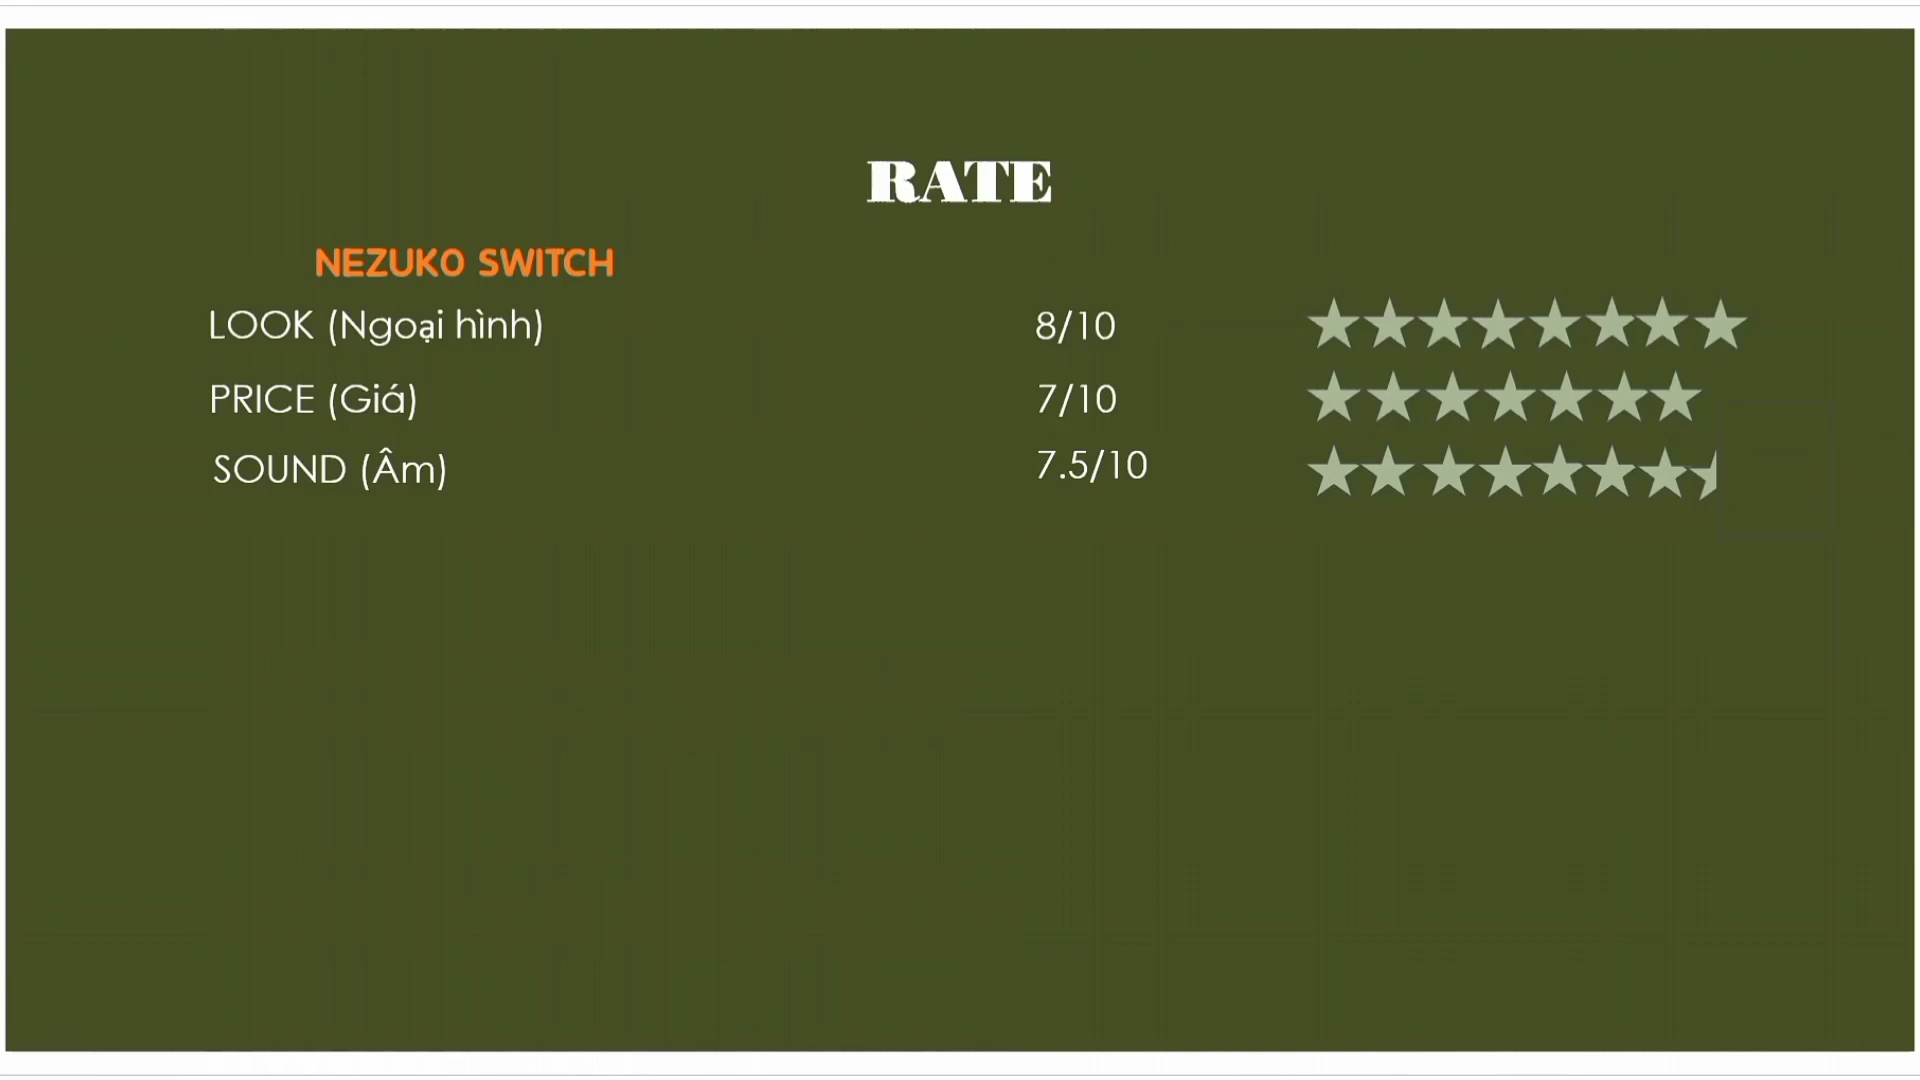 RATE
NEZUKO SWITCH
LOOK (Ngoại hình) 8/10
PRICE (Giá) 7/10
SOUND (Âm) 7.5/10